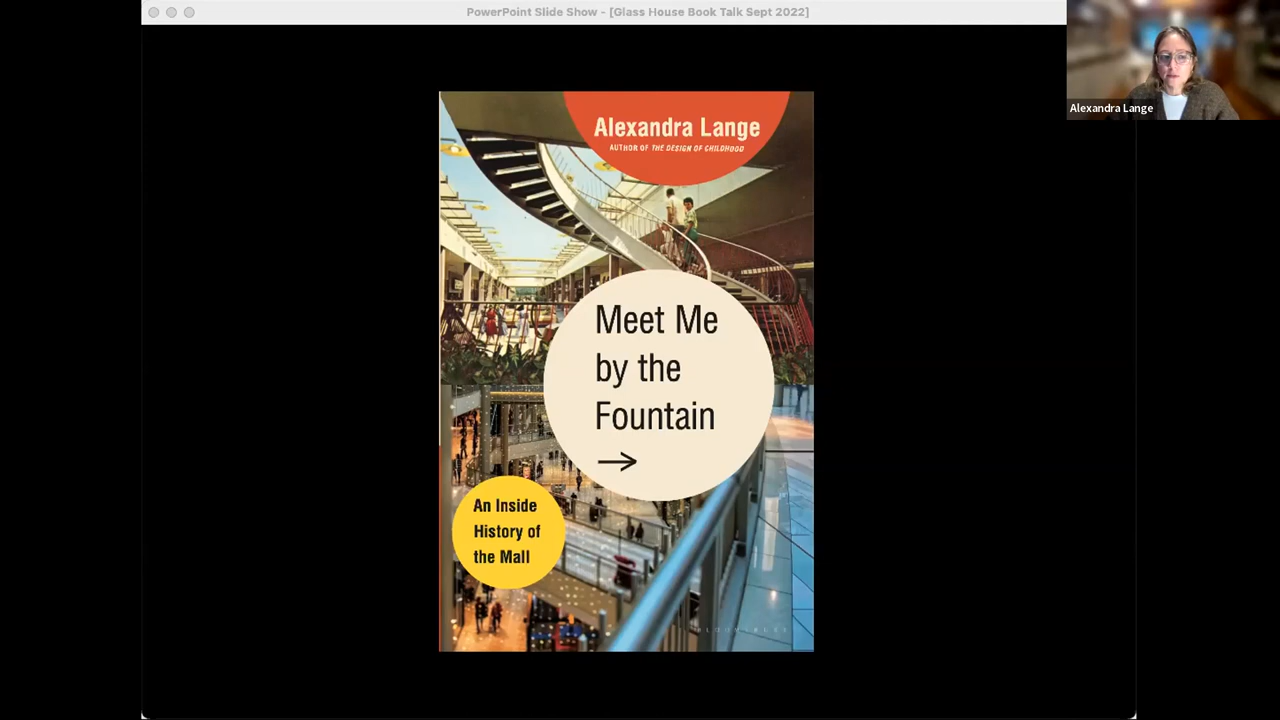 PowerPoint Slide Show - [Glass House Book Talk Sept 2022]
Alexandra Lange
Alexandra Lange
AUTHOR OF THE DESIGN OF CHILDHOOD
Meet Me
by the
Fountain
→
An Inside
History of
the Mall
BLOOMSBURY